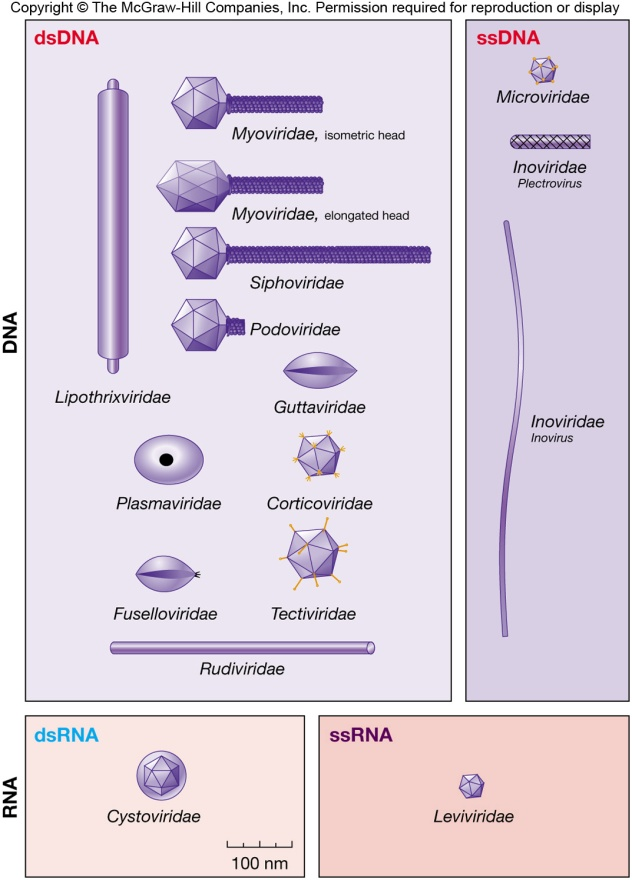 Copyright © The McGraw-Hill Companies, Inc. Permission required for reproduction or display
dsDNA
Myoviridae, isometric head
Myoviridae, elongated head
Siphoviridae
Podoviridae
Lipothrixviridae
Guttaviridae
Plasmaviridae
Corticoviridae
Fuselloviridae
Tectiviridae
Rudiviridae
ssDNA
Microviridae
Inoviridae
Plectrovirus
Inoviridae
Inovirus
DNA
dsRNA
Cystoviridae
100 nm
ssRNA
Leviviridae
RNA